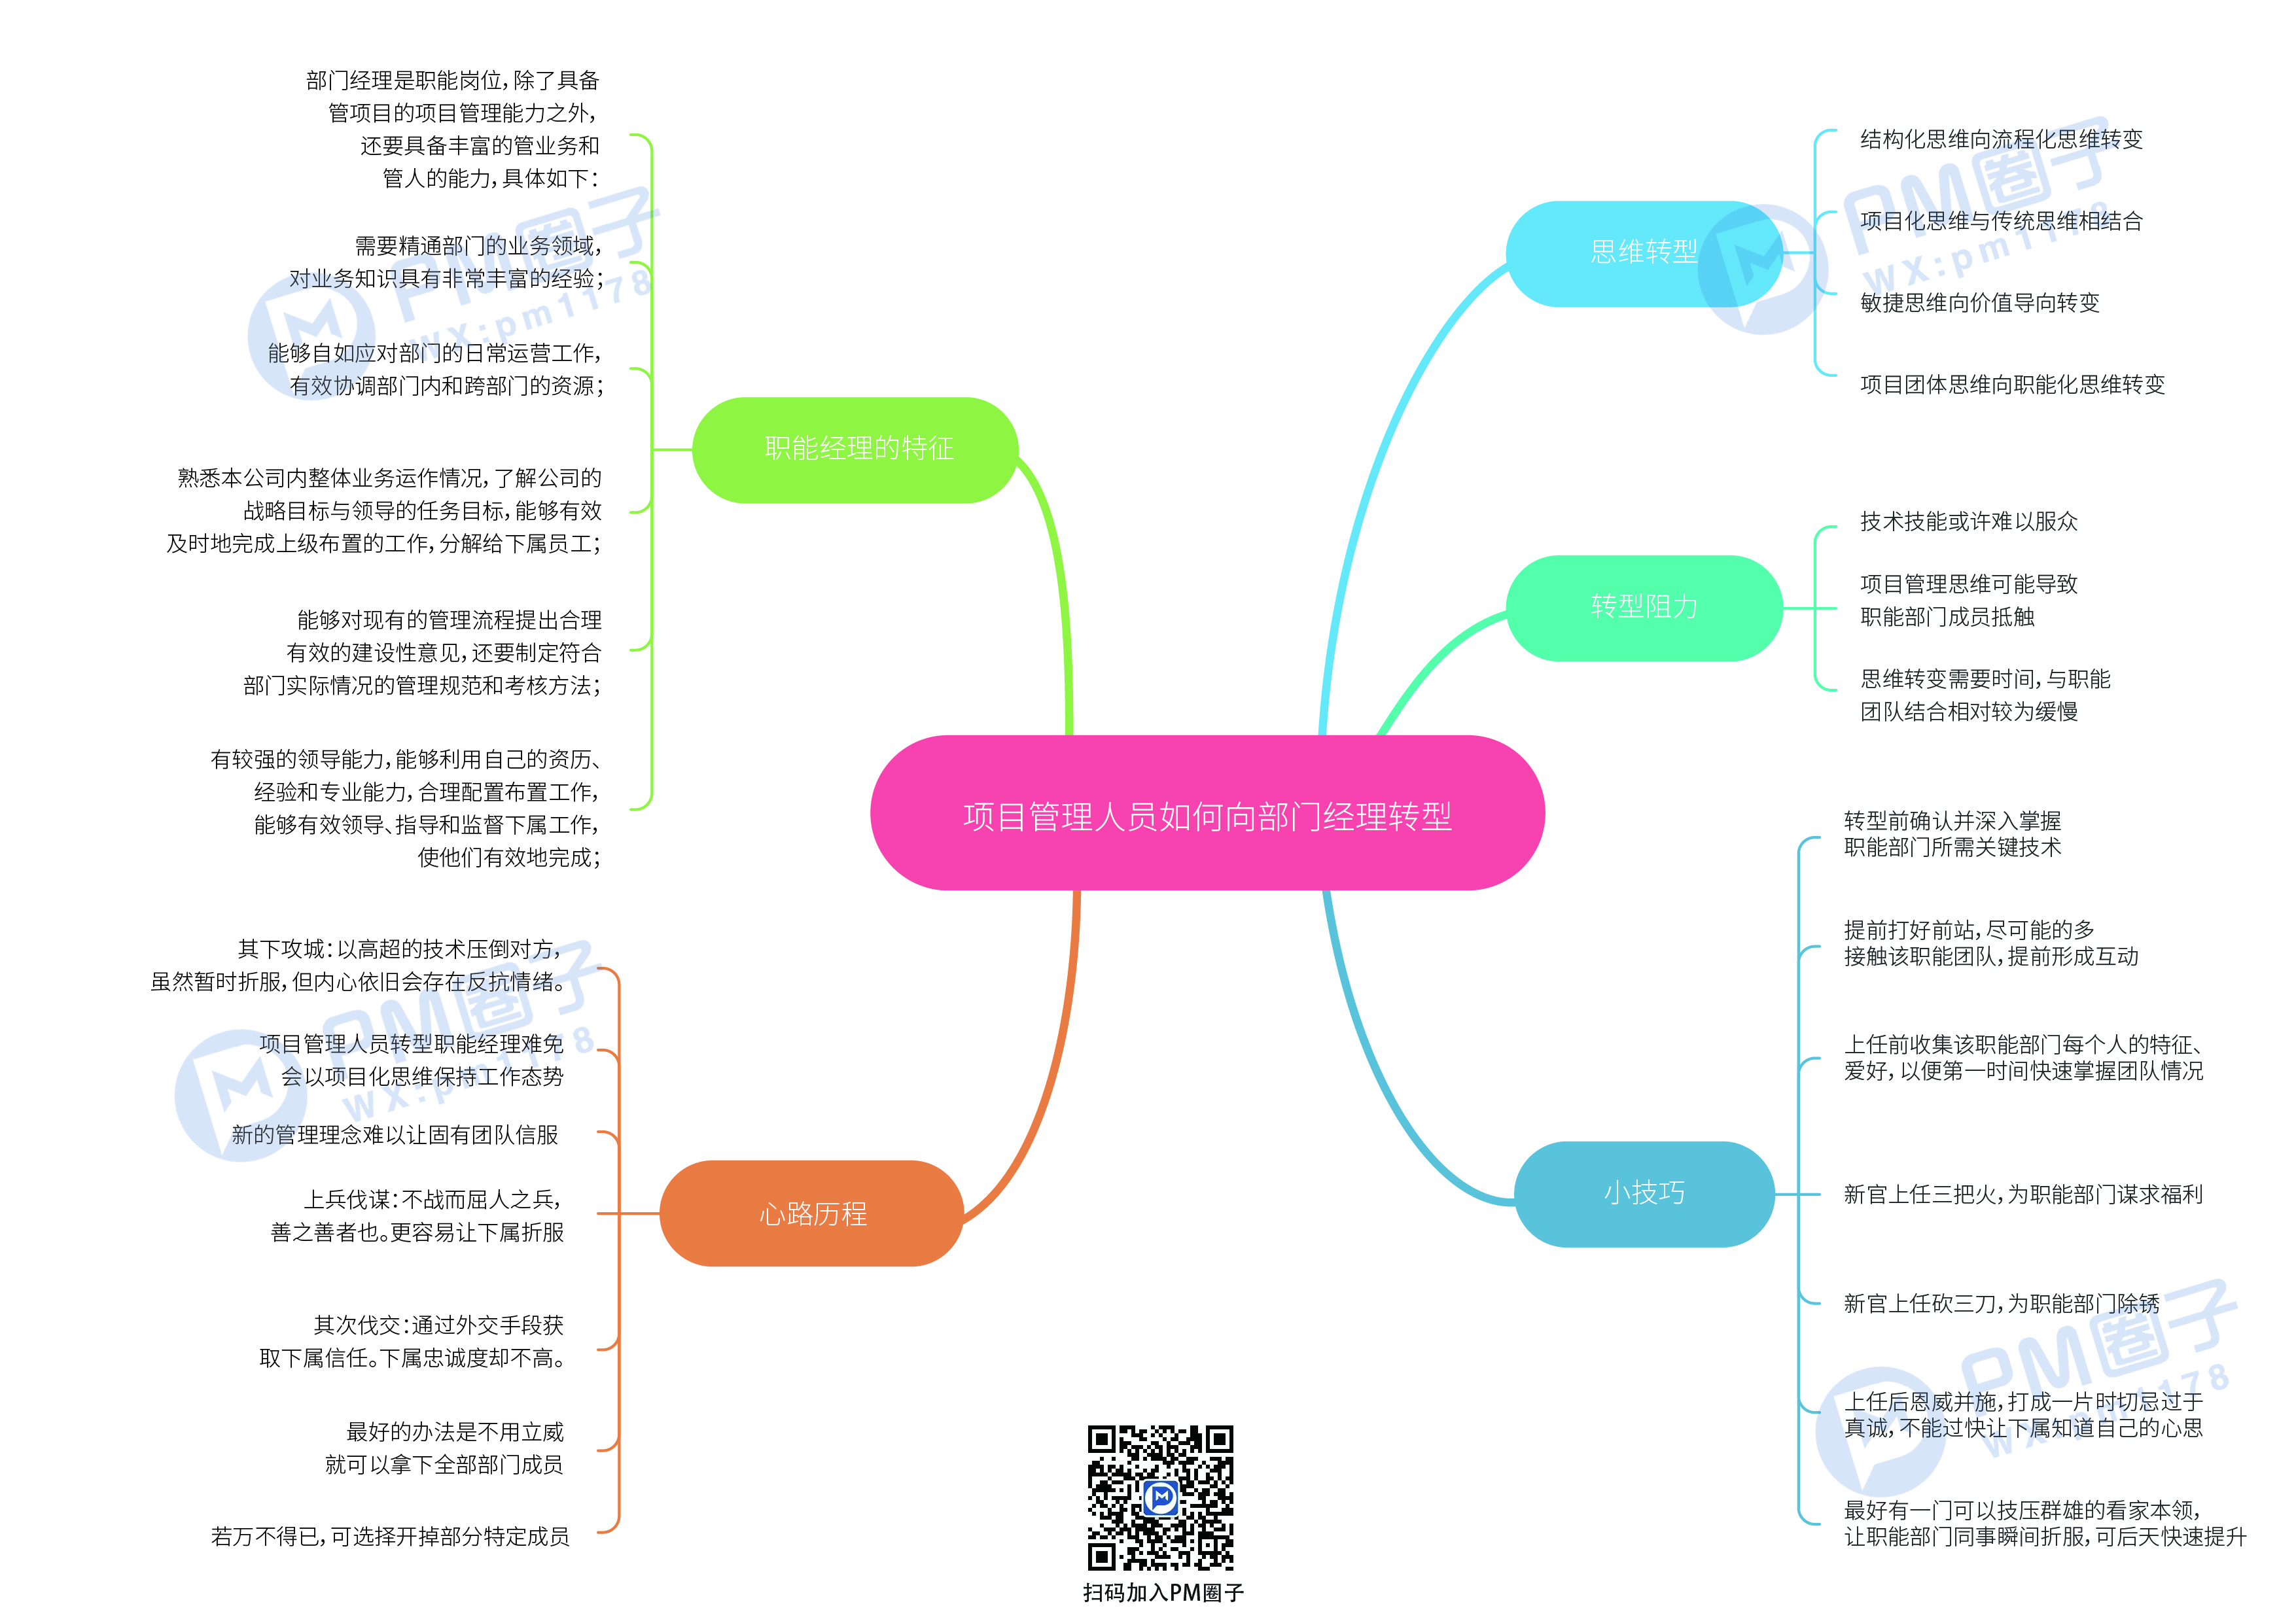 项目管理人员如何向部门经理转型
职能经理的特征
部门经理是职能岗位，除了具备
管项目的项目管理能力之外，
还要具备丰富的管业务和
管人的能力，具体如下：
需要精通部门的业务领域，
对业务知识具有非常丰富的经验；
能够自如应对部门的日常运营工作，
有效协调部门内和跨部门的资源；
熟悉本公司内整体业务运作情况，了解公司的
战略目标与领导的任务目标，能够有效
及时地完成上级布置的工作，分解给下属员工；
能够对现有的管理流程提出合理
有效的建设性意见，还要制定符合
部门实际情况的管理规范和考核方法；
有较强的领导能力，能够利用自己的资历、
经验和专业能力，合理配置布置工作，
能够有效领导、指导和监督下属工作，
使他们有效地完成；
心路历程
其下攻城：以高超的技术压倒对方，
虽然暂时折服，但内心依旧会存在反抗情绪。
项目管理人员转型职能经理难免
会以项目化思维保持工作态势
新的管理理念难以让固有团队信服
上兵伐谋：不战而屈人之兵，
善之善者也。更容易让下属折服
其次伐交：通过外交手段获
取下属信任。下属忠诚度却不高。
最好的办法是不用立威
就可以拿下全部部门成员
若万不得已，可选择开掉部分特定成员
思维转型
结构化思维向流程化思维转变
项目化思维与传统思维相结合
敏捷思维向价值导向转变
项目团体思维向职能化思维转变
转型阻力
技术技能或许难以服众
项目管理思维可能导致
职能部门成员抵触
思维转变需要时间，与职能
团队结合相对较为缓慢
小技巧
转型前确认并深入掌握
职能部门所需关键技术
提前打好前站，尽可能的多
接触该职能团队，提前形成互动
上任前收集该职能部门每个人的特征、
爱好，以便第一时间快速掌握团队情况
新官上任三把火，为职能部门谋求福利
新官上任砍三刀，为职能部门除锈
上任后恩威并施，打成一片时切忌过于
真诚，不能过快让下属知道自己的心思
最好有一门可以技压群雄的看家本领，
让职能部门同事瞬间折服，可后天快速提升
扫码加入PM圈子
PM圈子
wx:pm1178
PM圈子
wx:pm1178
PM圈子
wx:pm1178
PM圈子
wx:pm1178